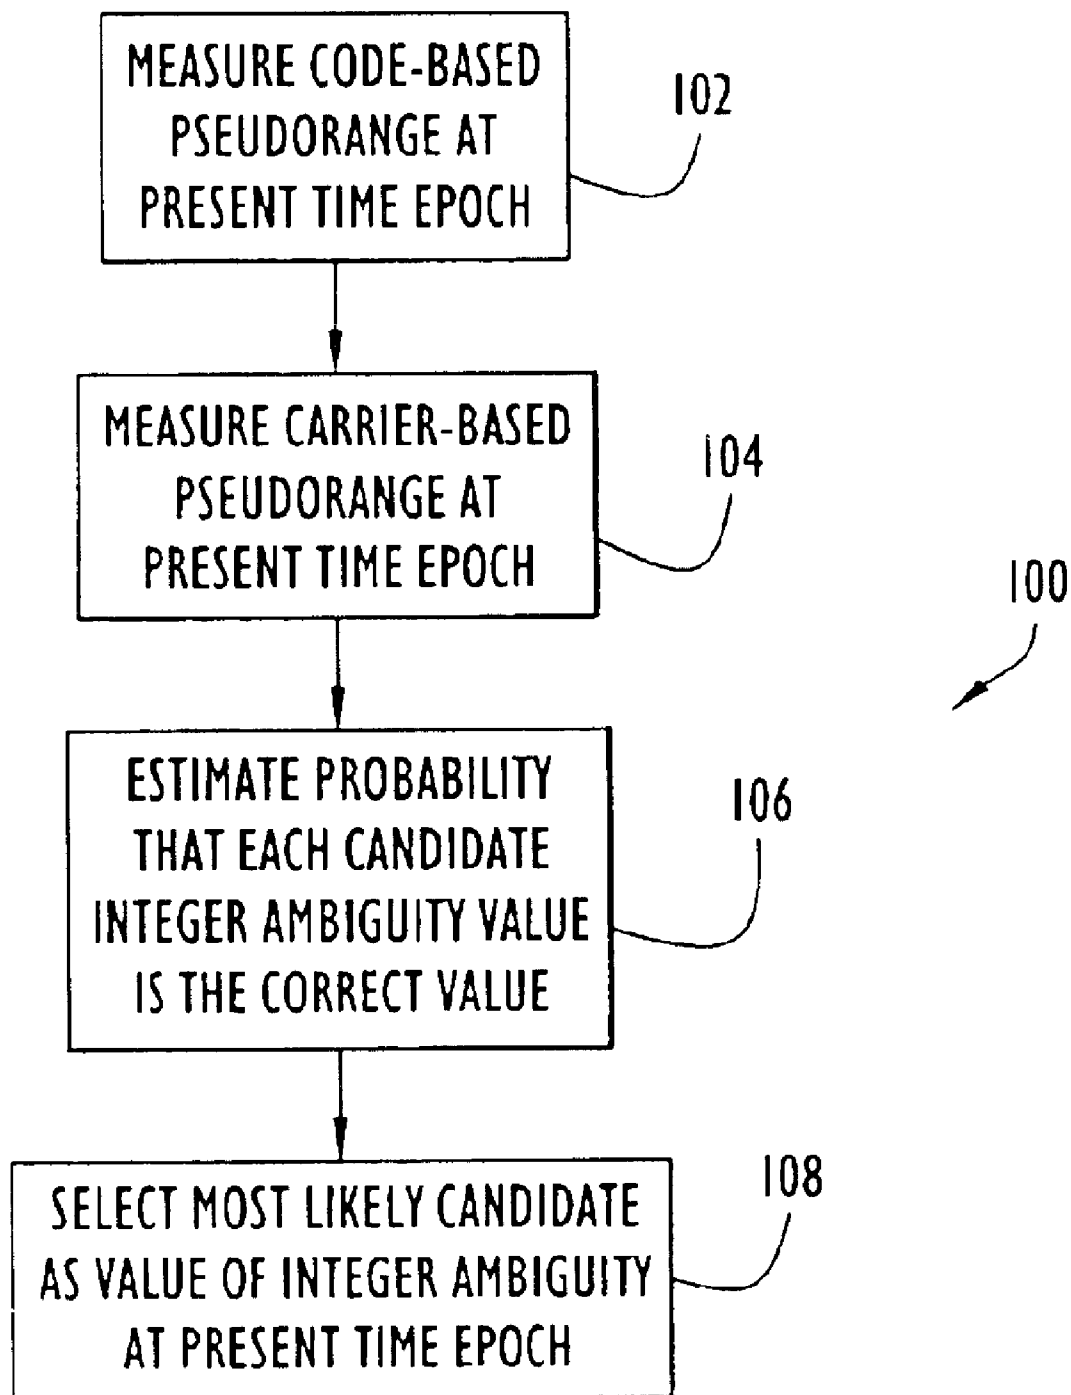 MEASURE CODE-BASED
PSEUDORANGE AT
PRESENT TIME EPOCH
102
MEASURE CARRIER-BASED
PSEUDORANGE AT
PRESENT TIME EPOCH
104
100
ESTIMATE PROBABILITY
THAT EACH CANDIDATE
INTEGER AMBIGUITY VALUE
IS THE CORRECT VALUE
106
SELECT MOST LIKELY CANDIDATE
AS VALUE OF INTEGER AMBIGUITY
AT PRESENT TIME EPOCH
108